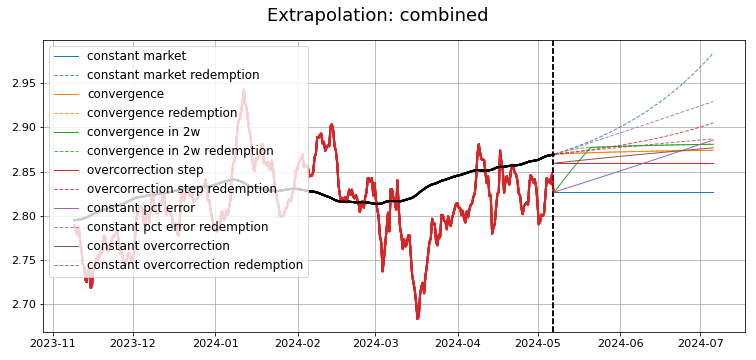 Extrapolation: combined
constant market
constant market redemption
convergence
convergence redemption
convergence in 2w
convergence in 2w redemption
overcorrection step
overcorrection step redemption
constant pct error
constant pct error redemption
constant overcorrection
constant overcorrection redemption
2.95
2.90
2.85
2.80
2.75
2.70
2023-11 2023-12 2024-01 2024-02 2024-03 2024-04 2024-05 2024-06 2024-07